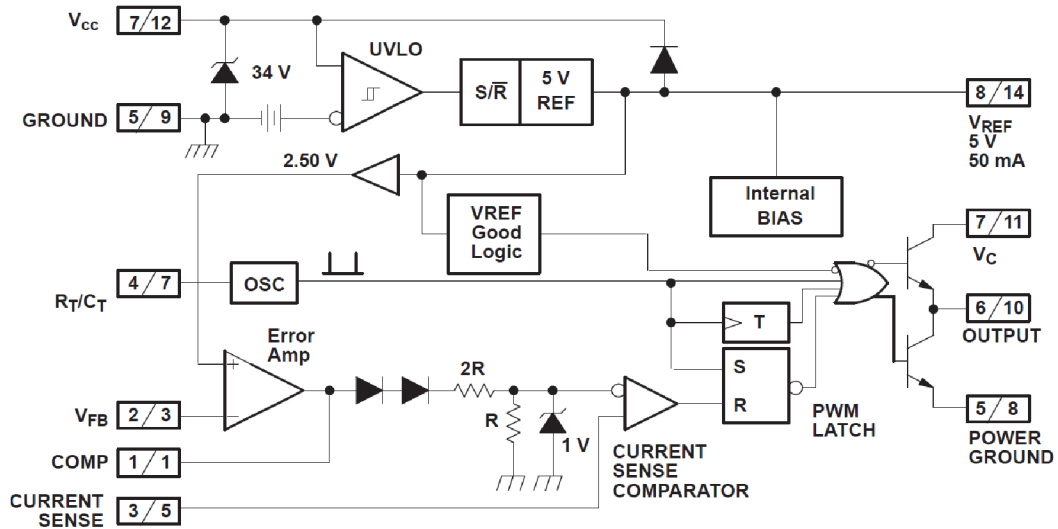 Vcc
7/12
UVLO
34 V
S/R̅
5 V
REF
8/14
GROUND
5/9
VREF
5 V
50 mA
2.50 V
Internal
BIAS
VREF
Good
Logic
7/11
VC
4/7
OSC
RT/CT
6/10
OUTPUT
T
Error
Amp
+
2R
S
−
R
R
VFB
2/3
1 V
PWM
LATCH
5/8
POWER
GROUND
COMP
1/1
CURRENT
SENSE
COMPARATOR
CURRENT
SENSE
3/5